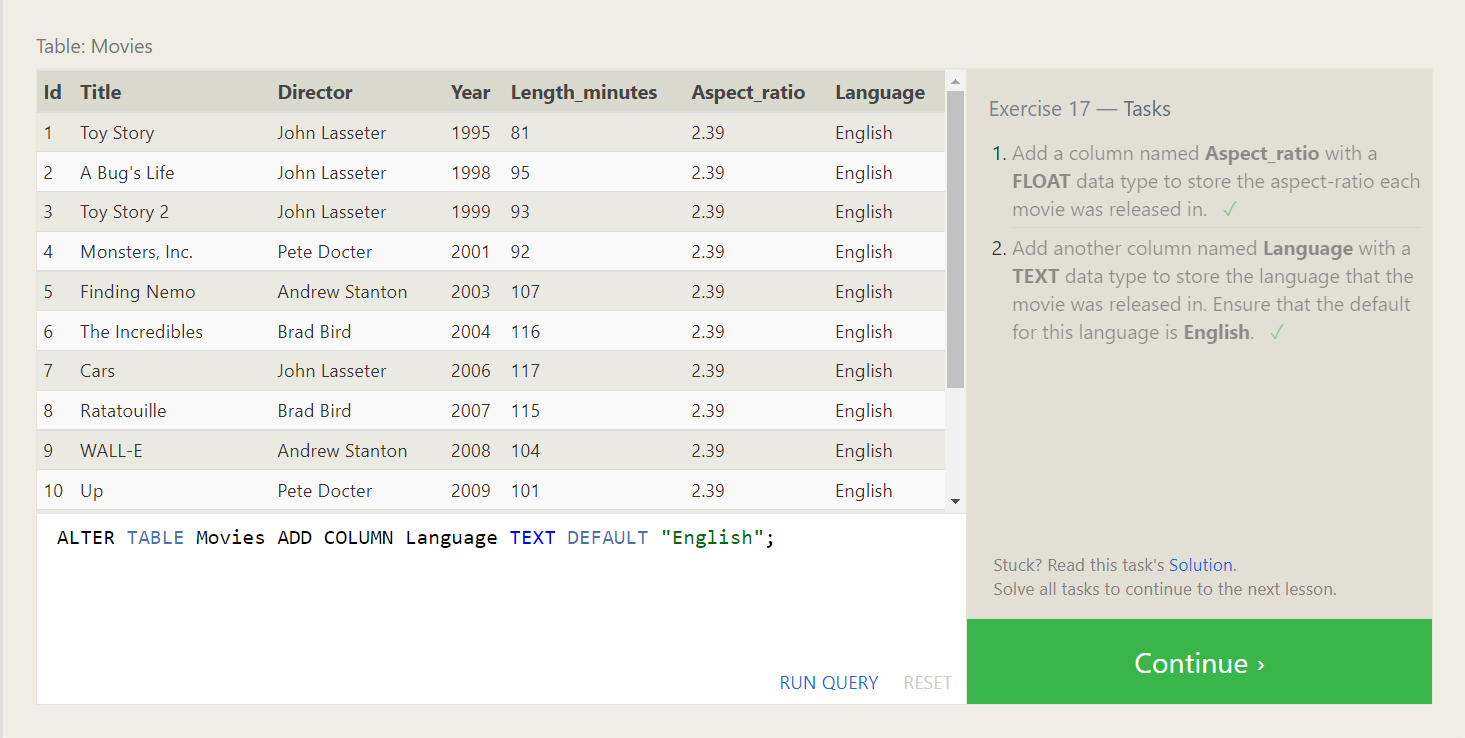 Table: Movies
Id Title Director Year Length_minutes Aspect_ratio Language
1 Toy Story John Lasseter 1995 81 2.39 English
2 A Bug's Life John Lasseter 1998 95 2.39 English
3 Toy Story 2 John Lasseter 1999 93 2.39 English
4 Monsters, Inc. Pete Docter 2001 92 2.39 English
5 Finding Nemo Andrew Stanton 2003 107 2.39 English
6 The Incredibles Brad Bird 2004 116 2.39 English
7 Cars John Lasseter 2006 117 2.39 English
8 Ratatouille Brad Bird 2007 115 2.39 English
9 WALL-E Andrew Stanton 2008 104 2.39 English
10 Up Pete Docter 2009 101 2.39 English
ALTER TABLE Movies ADD COLUMN Language TEXT DEFAULT "English";
RUN QUERY RESET
Exercise 17 — Tasks
1. Add a column named Aspect_ratio with a
FLOAT data type to store the aspect-ratio each
movie was released in. ✓
2. Add another column named Language with a
TEXT data type to store the language that the
movie was released in. Ensure that the default
for this language is English. ✓
Stuck? Read this task's Solution.
Solve all tasks to continue to the next lesson.
Continue ›